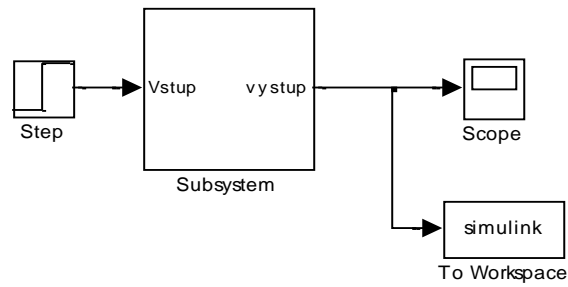 Vstup
vystup
Step
Subsystem
Scope
simulink
To Workspace